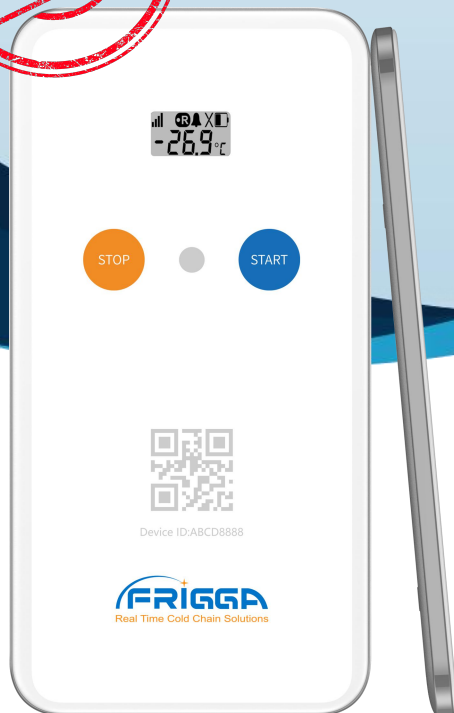 -26.9°C
STOP
START
Device ID:ABCD8888
FRIGGA
Real Time Cold Chain Solutions